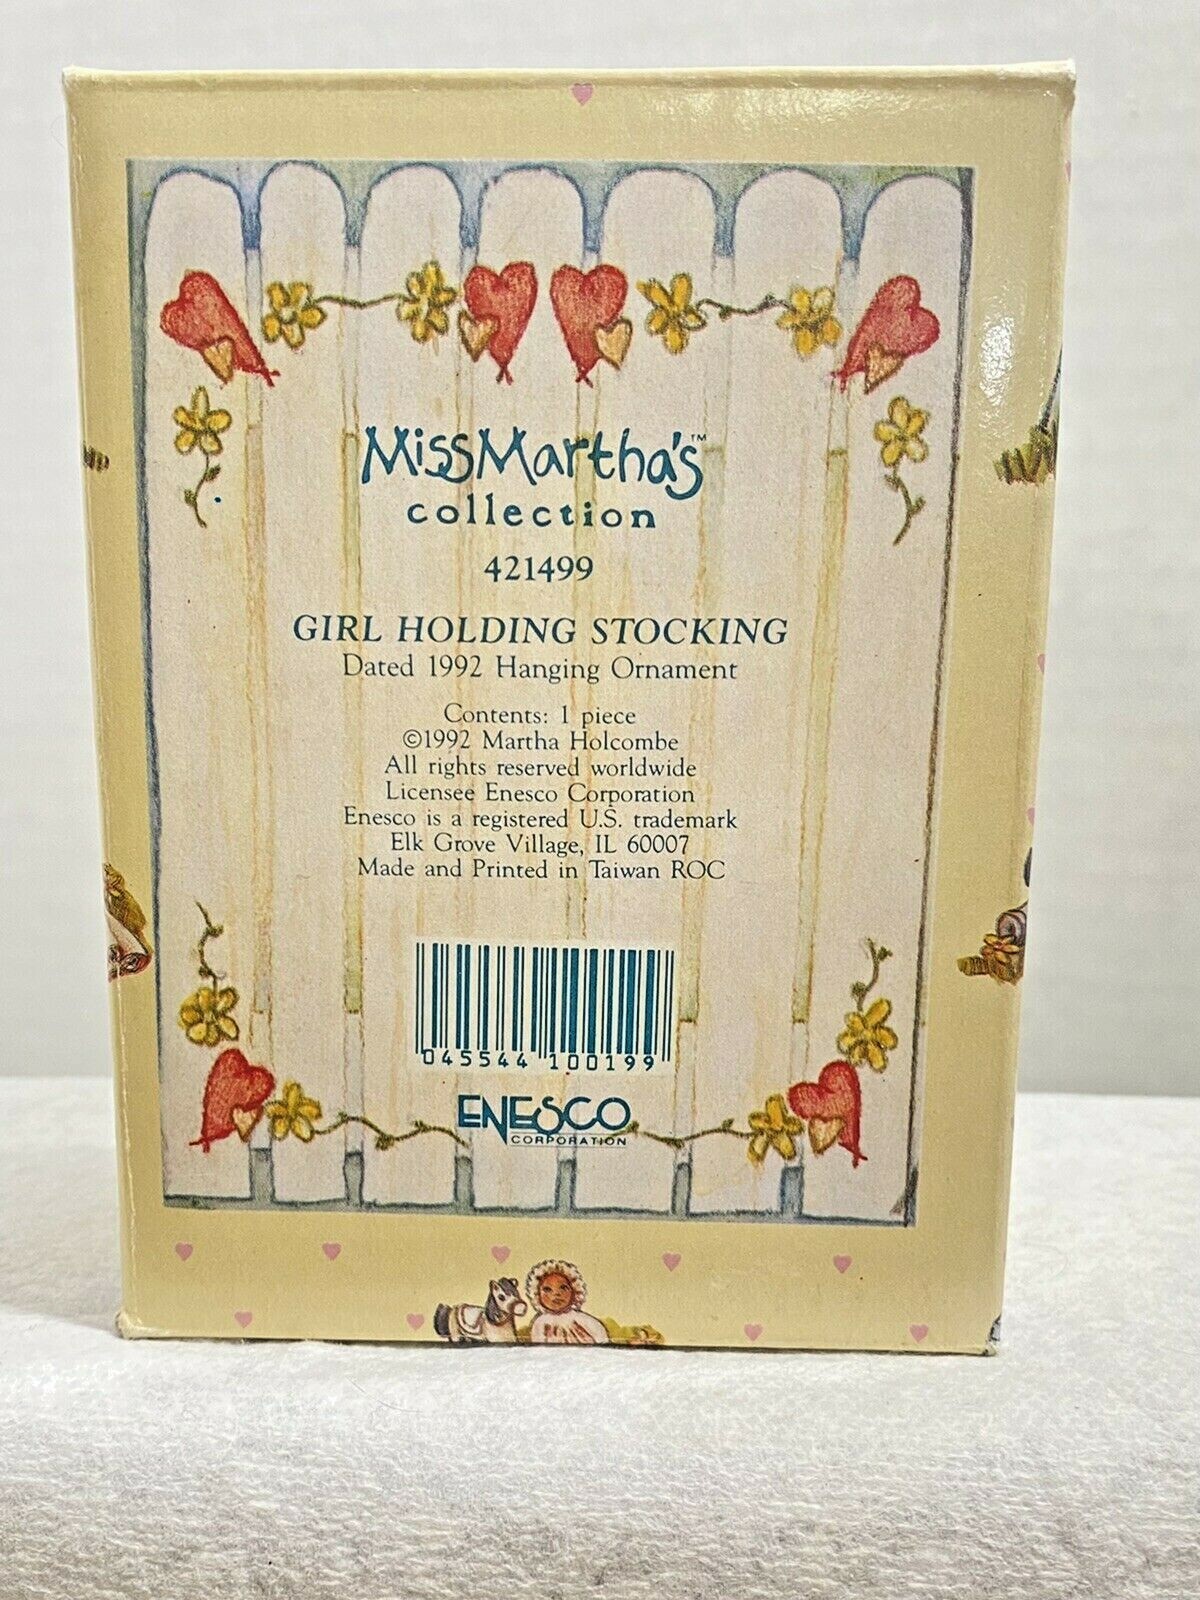 MissMartha's™
collection
421499
GIRL HOLDING STOCKING
Dated 1992 Hanging Ornament
Contents: 1 piece
©1992 Martha Holcombe
All rights reserved worldwide
Licensee Enesco Corporation
Enesco is a registered U.S. trademark
Elk Grove Village, IL 60007
Made and Printed in Taiwan ROC
045544 100199
ENESCO
CORPORATION